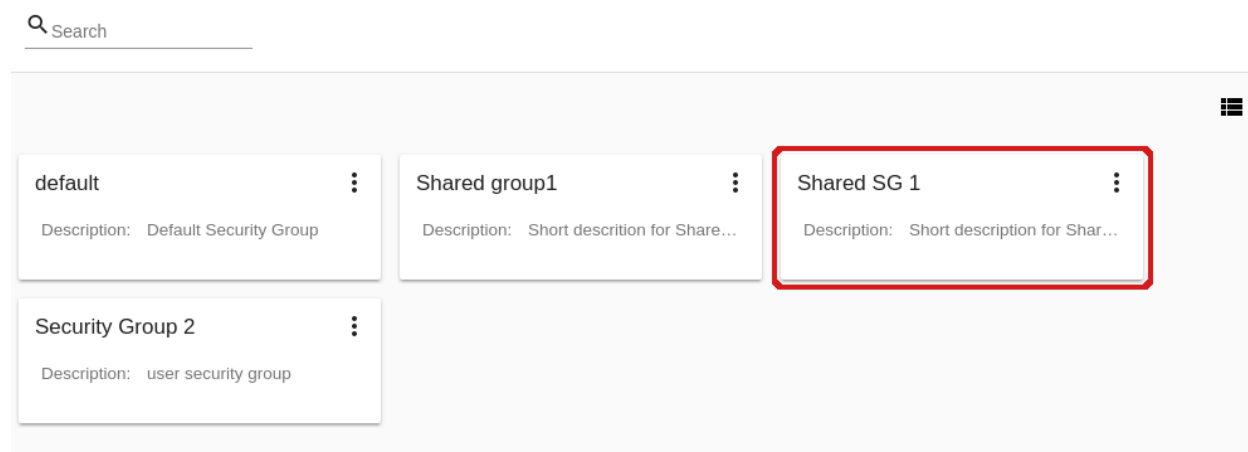 Search
default
Description: Default Security Group
Shared group1
Description: Short descrition for Share…
Shared SG 1
Description: Short description for Shar…
Security Group 2
Description: user security group